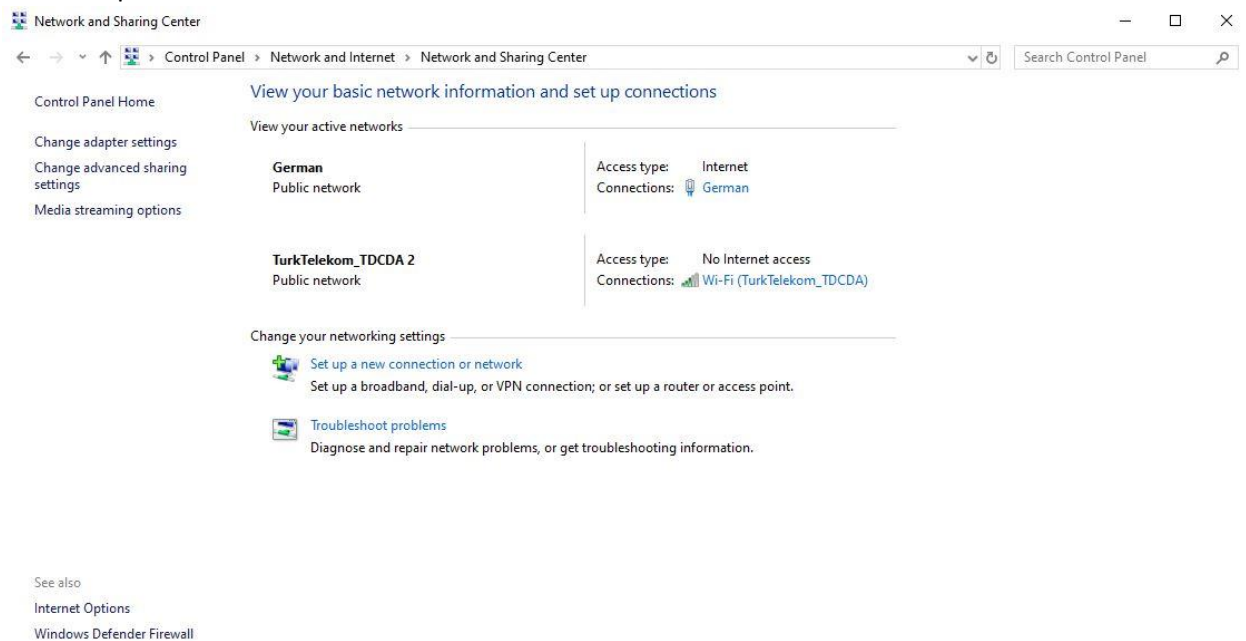 Network and Sharing Center
Control Panel > Network and Internet > Network and Sharing Center
Search Control Panel
Control Panel Home
Change adapter settings
Change advanced sharing
settings
Media streaming options
View your basic network information and set up connections
View your active networks
German
Public network
Access type: Internet
Connections: German
TurkTelekom_TDCDA 2
Public network
Access type: No Internet access
Connections: Wi-Fi (TurkTelekom_TDCDA)
Change your networking settings
Set up a new connection or network
Set up a broadband, dial-up, or VPN connection; or set up a router or access point.
Troubleshoot problems
Diagnose and repair network problems, or get troubleshooting information.
See also
Internet Options
Windows Defender Firewall